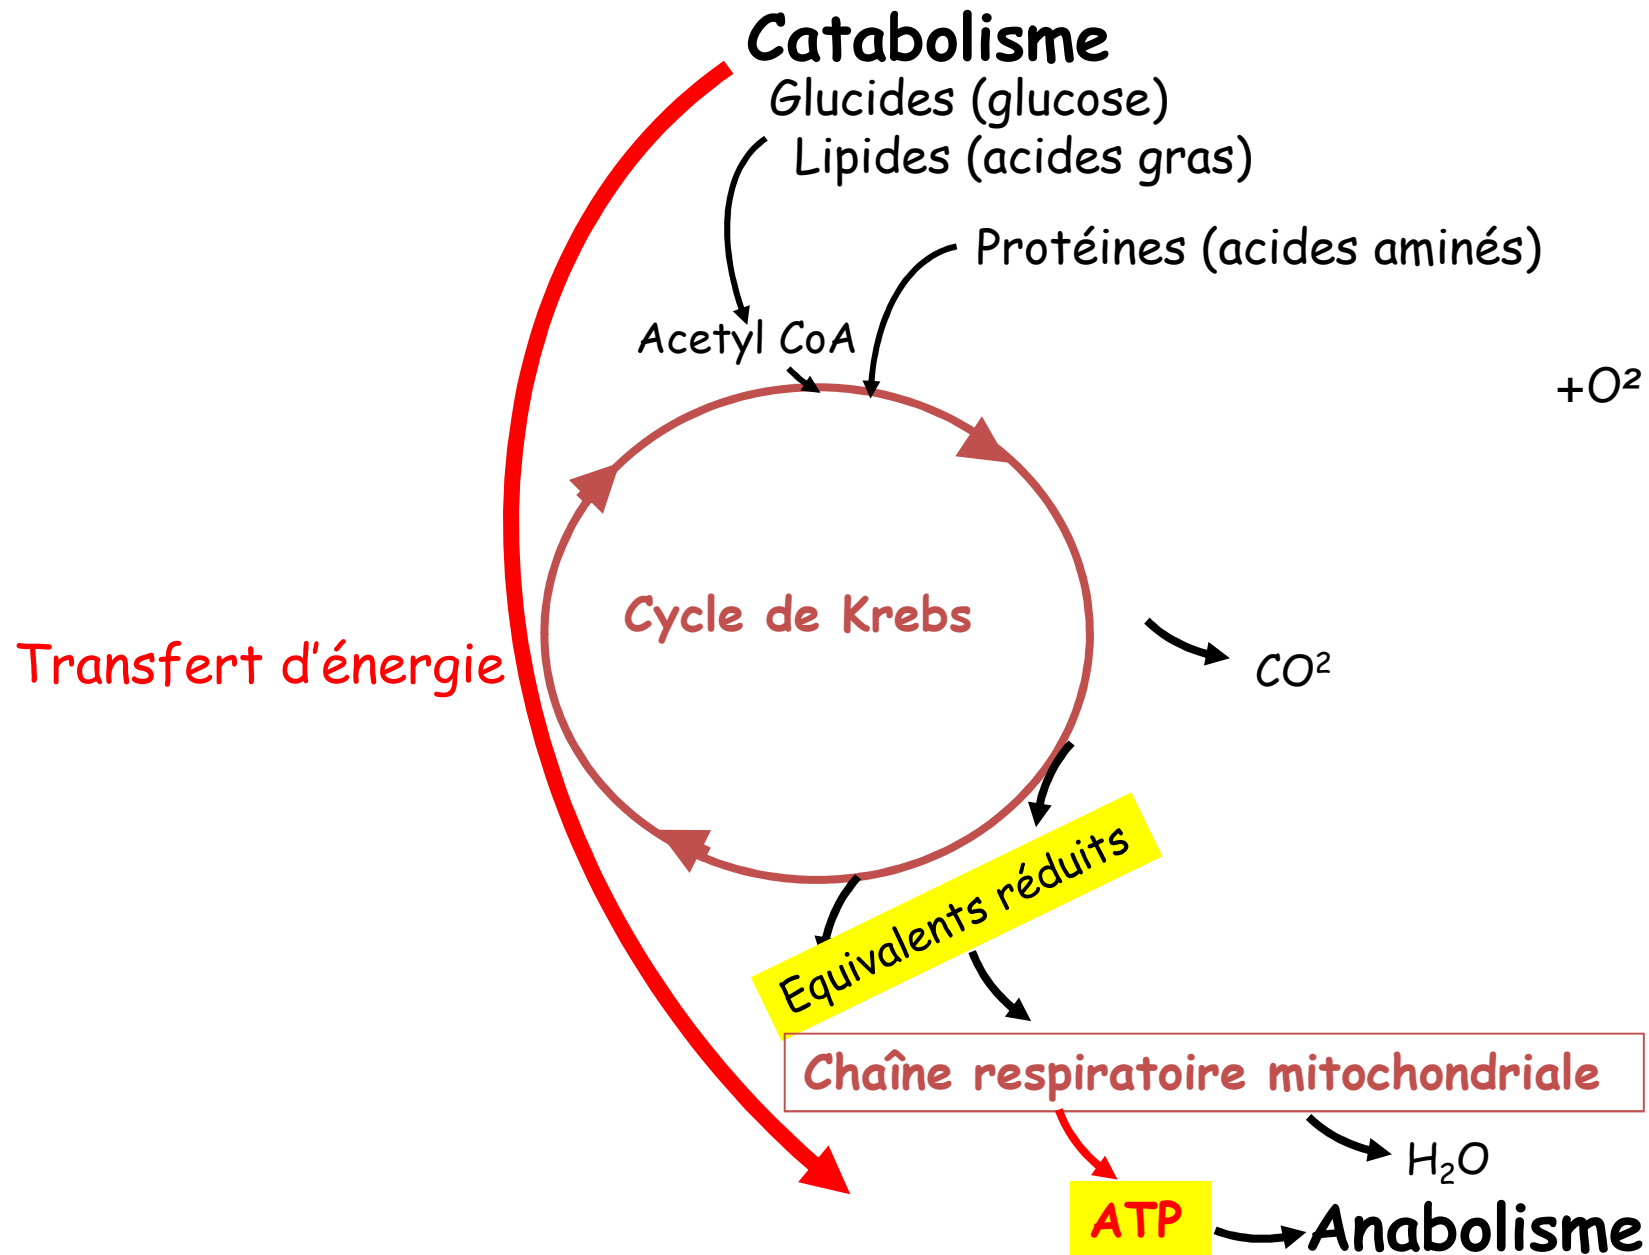 Catabolisme
Glucides (glucose)
Lipides (acides gras)
Protéines (acides aminés)
Acetyl CoA
+O²
Cycle de Krebs
Transfert d’énergie
CO²
Equivalents réduits
Chaîne respiratoire mitochondriale
H₂O
ATP
Anabolisme